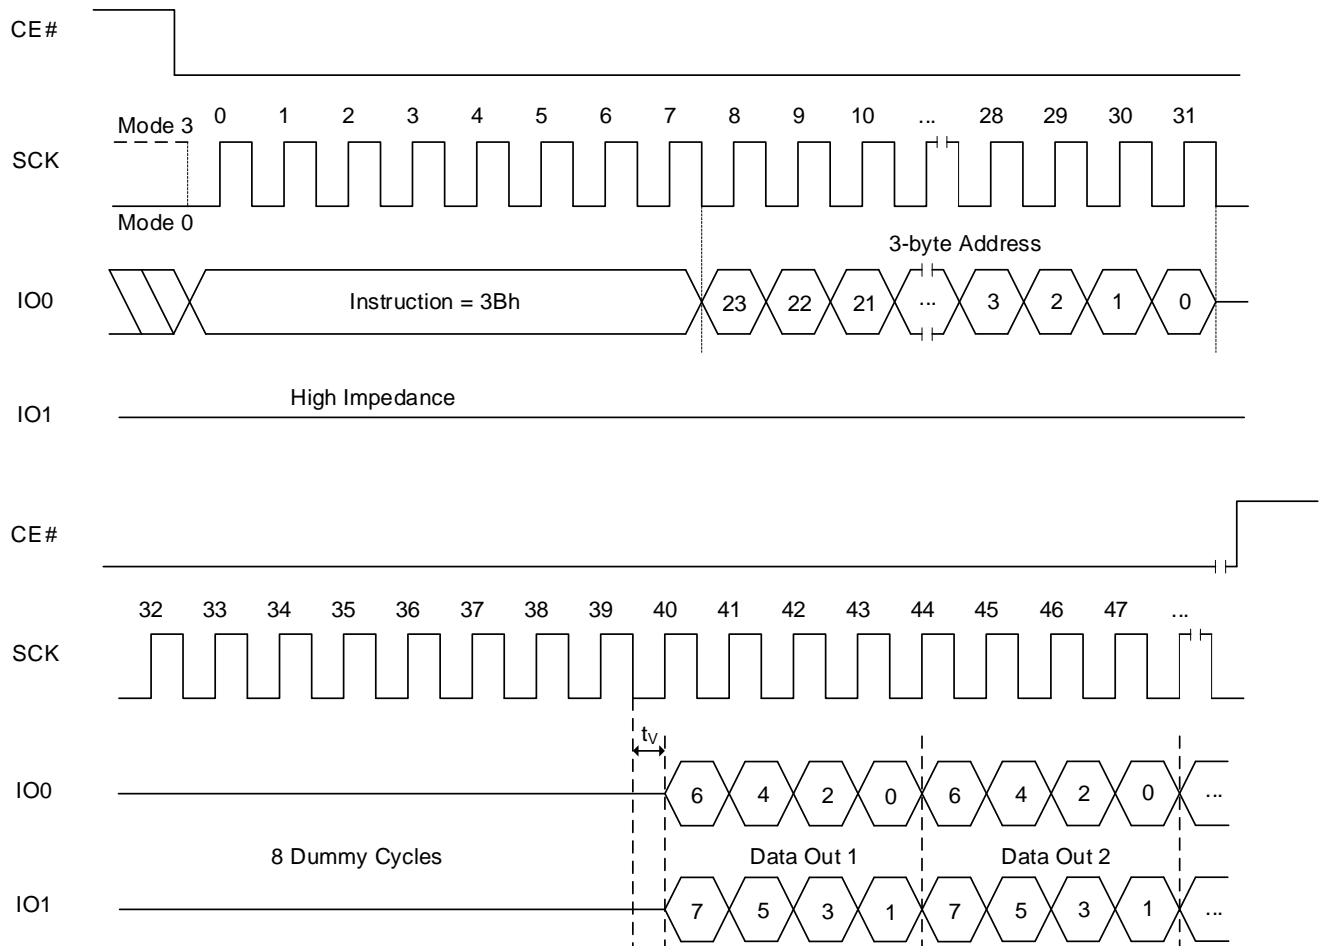 CE#
Mode 3 0 1 2 3 4 5 6 7 8 9 10 ... 28 29 30 31
SCK
Mode 0
3-byte Address
IO0 Instruction = 3Bh 23 22 21 ... 3 2 1 0
High Impedance
IO1
CE#
32 33 34 35 36 37 38 39 40 41 42 43 44 45 46 47 ...
SCK
tV
IO0 6 4 2 0 6 4 2 0 ...
8 Dummy Cycles Data Out 1 Data Out 2
IO1 7 5 3 1 7 5 3 1 ...